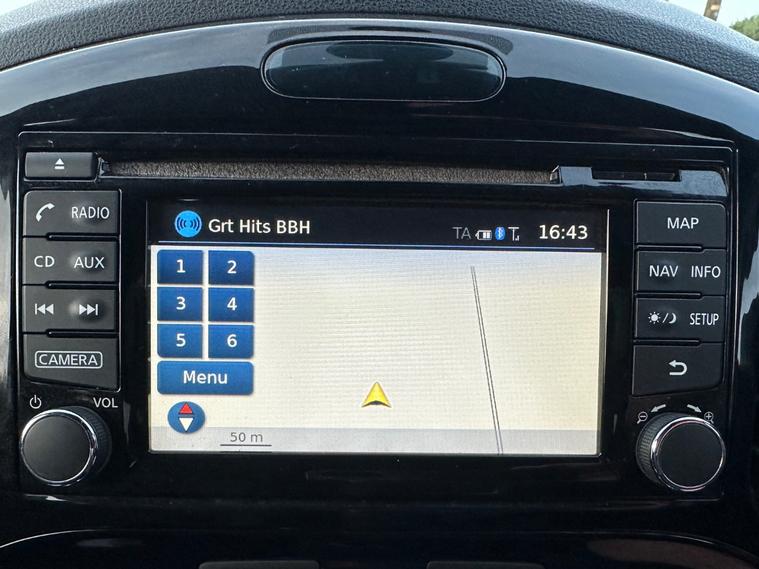 RADIO
CD AUX
CAMERA
VOL
Grt Hits BBH
TA
16:43
1 2
3 4
5 6
Menu
50 m
MAP
NAV INFO
SETUP